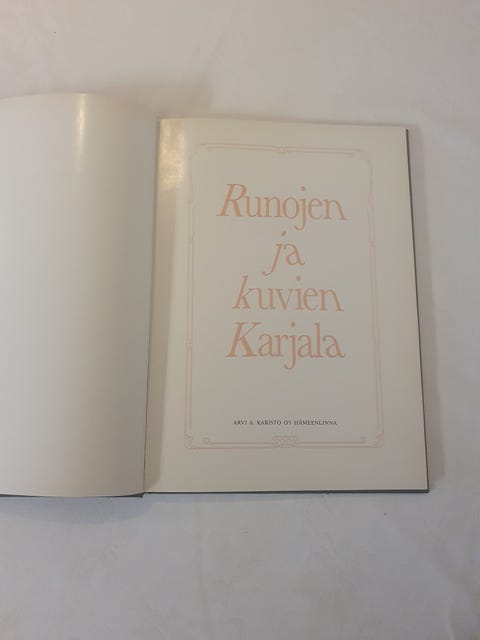 Runojen
ja
kuvien
Karjala
ARVI A. KARISTO OY HÄMEENLINNA